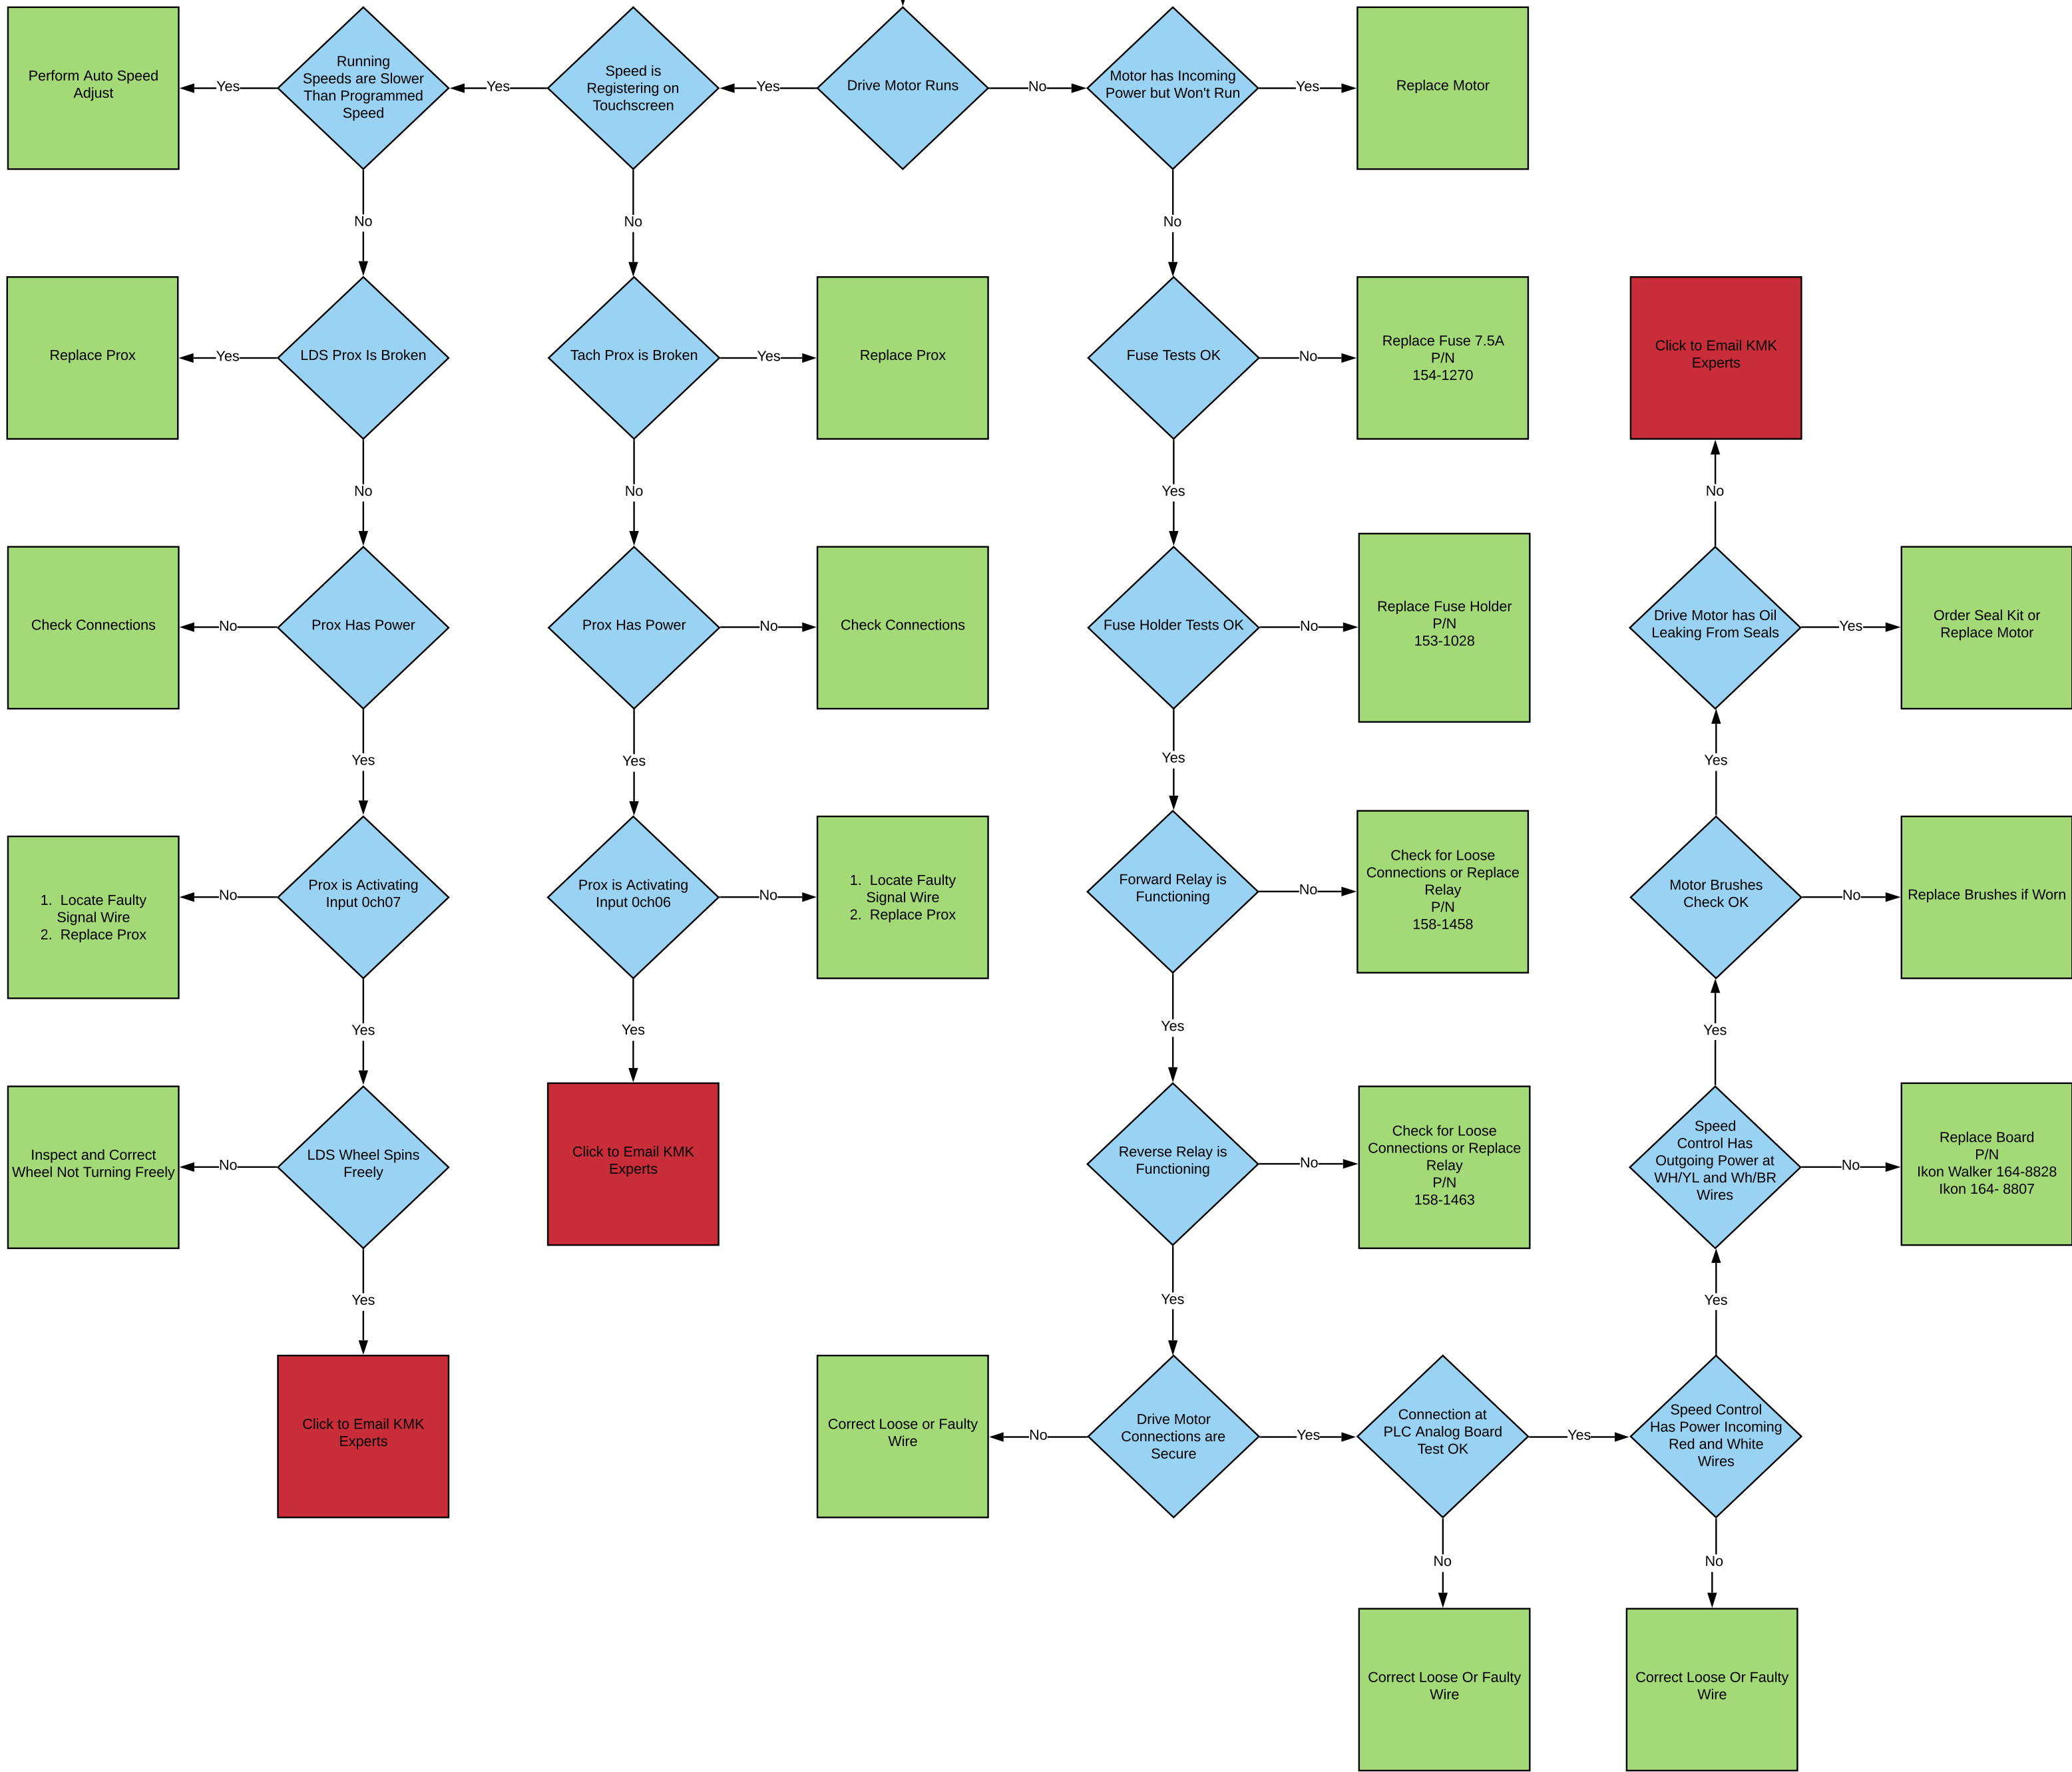 Perform Auto Speed
Adjust
Yes
Running
Speeds are Slower
Than Programmed
Speed
Yes
Speed is
Registering on
Touchscreen
Yes
Drive Motor Runs
No
Motor has Incoming
Power but Won't Run
Yes
Replace Motor
No
No
No
Replace Prox
Yes
LDS Prox Is Broken
Tach Prox is Broken
Yes
Replace Prox
Fuse Tests OK
No
Replace Fuse 7.5A
P/N
154-1270
Click to Email KMK
Experts
No
No
Yes
No
Check Connections
No
Prox Has Power
Prox Has Power
No
Check Connections
Fuse Holder Tests OK
No
Replace Fuse Holder
P/N
153-1028
Drive Motor has Oil
Leaking From Seals
Yes
Order Seal Kit or
Replace Motor
Yes
Yes
Yes
Yes
1. Locate Faulty
Signal Wire
2. Replace Prox
No
Prox is Activating
Input 0ch07
Prox is Activating
Input 0ch06
No
1. Locate Faulty
Signal Wire
2. Replace Prox
Forward Relay is
Functioning
No
Check for Loose
Connections or Replace
Relay
P/N
158-1458
Motor Brushes
Check OK
No
Replace Brushes if Worn
Yes
Yes
Yes
Yes
Inspect and Correct
Wheel Not Turning Freely
No
LDS Wheel Spins
Freely
Click to Email KMK
Experts
Reverse Relay is
Functioning
No
Check for Loose
Connections or Replace
Relay
P/N
158-1463
Speed
Control Has
Outgoing Power at
WH/YL and Wh/BR
Wires
No
Replace Board
P/N
Ikon Walker 164-8828
Ikon 164- 8807
Yes
Yes
Yes
Click to Email KMK
Experts
Correct Loose or Faulty
Wire
No
Drive Motor
Connections are
Secure
Yes
Connection at
PLC Analog Board
Test OK
Yes
Speed Control
Has Power Incoming
Red and White
Wires
No
No
Correct Loose Or Faulty
Wire
Correct Loose Or Faulty
Wire